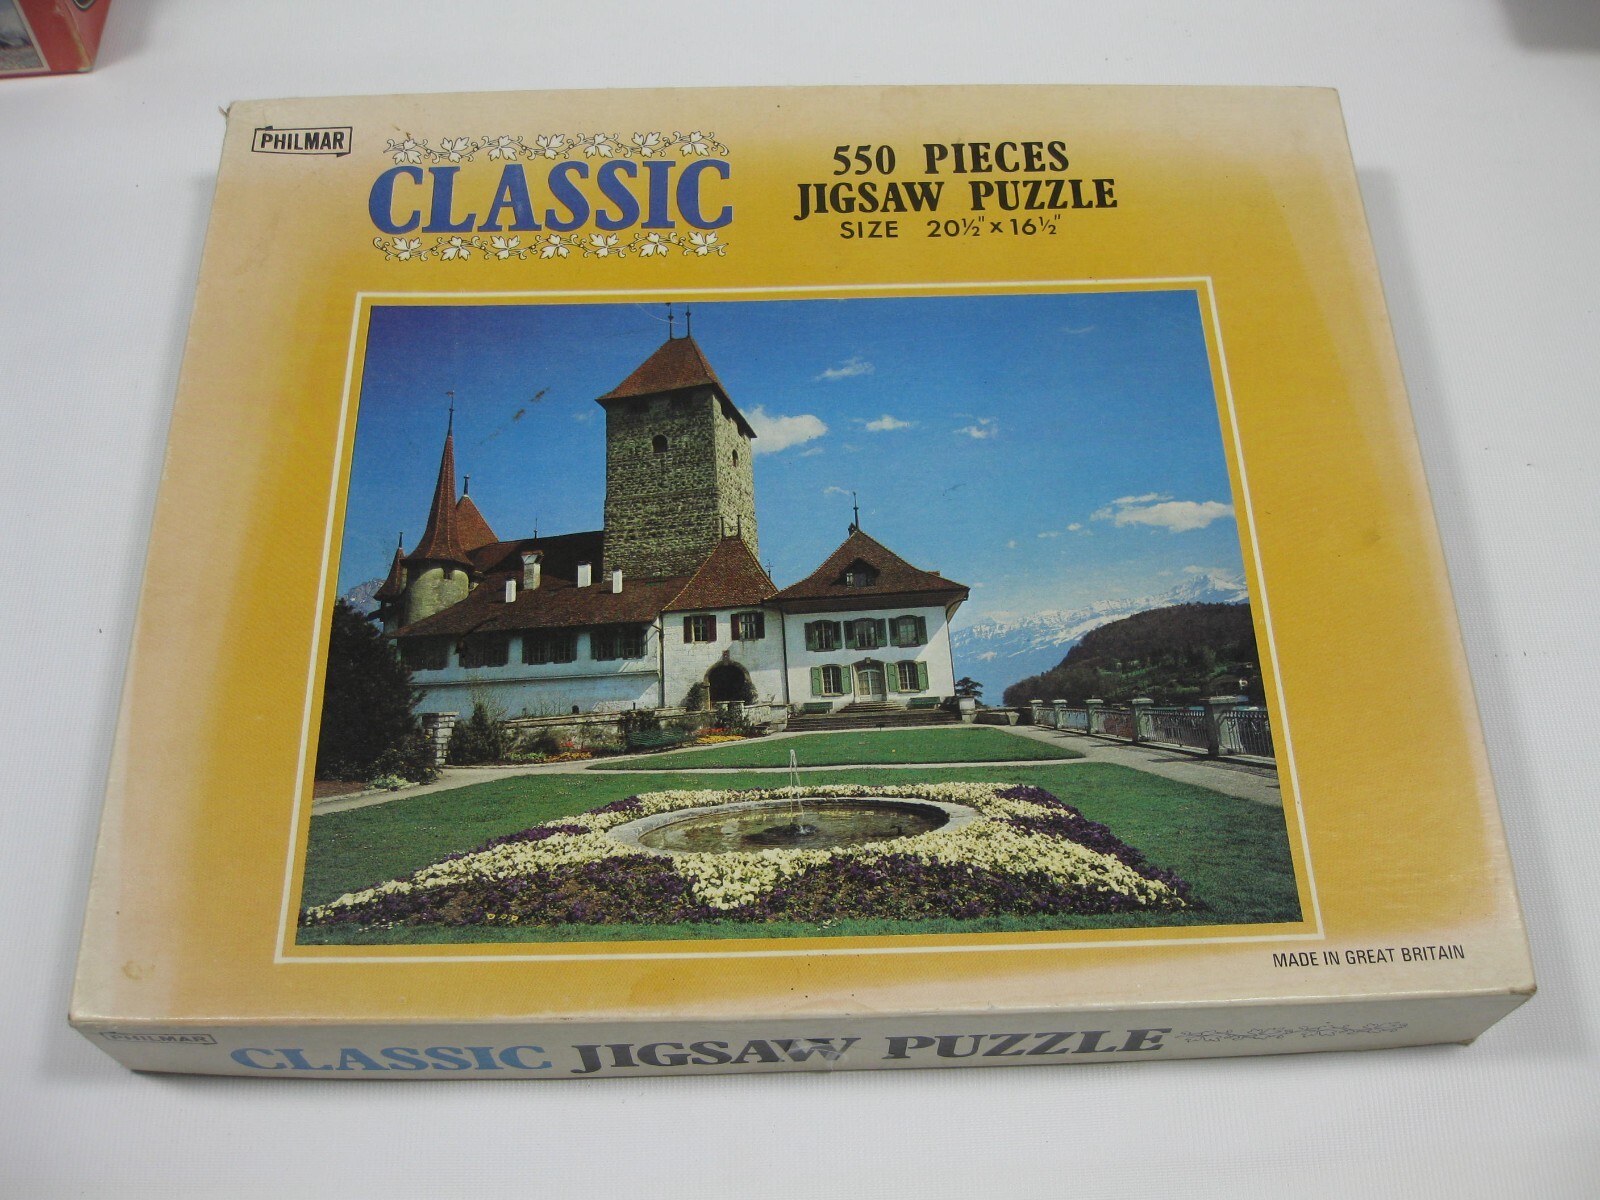 PHILMAR
CLASSIC
550 PIECES
JIGSAW PUZZLE
SIZE 20½" x 16½"
MADE IN GREAT BRITAIN
PHILMAR
CLASSIC JIGSAW PUZZLE